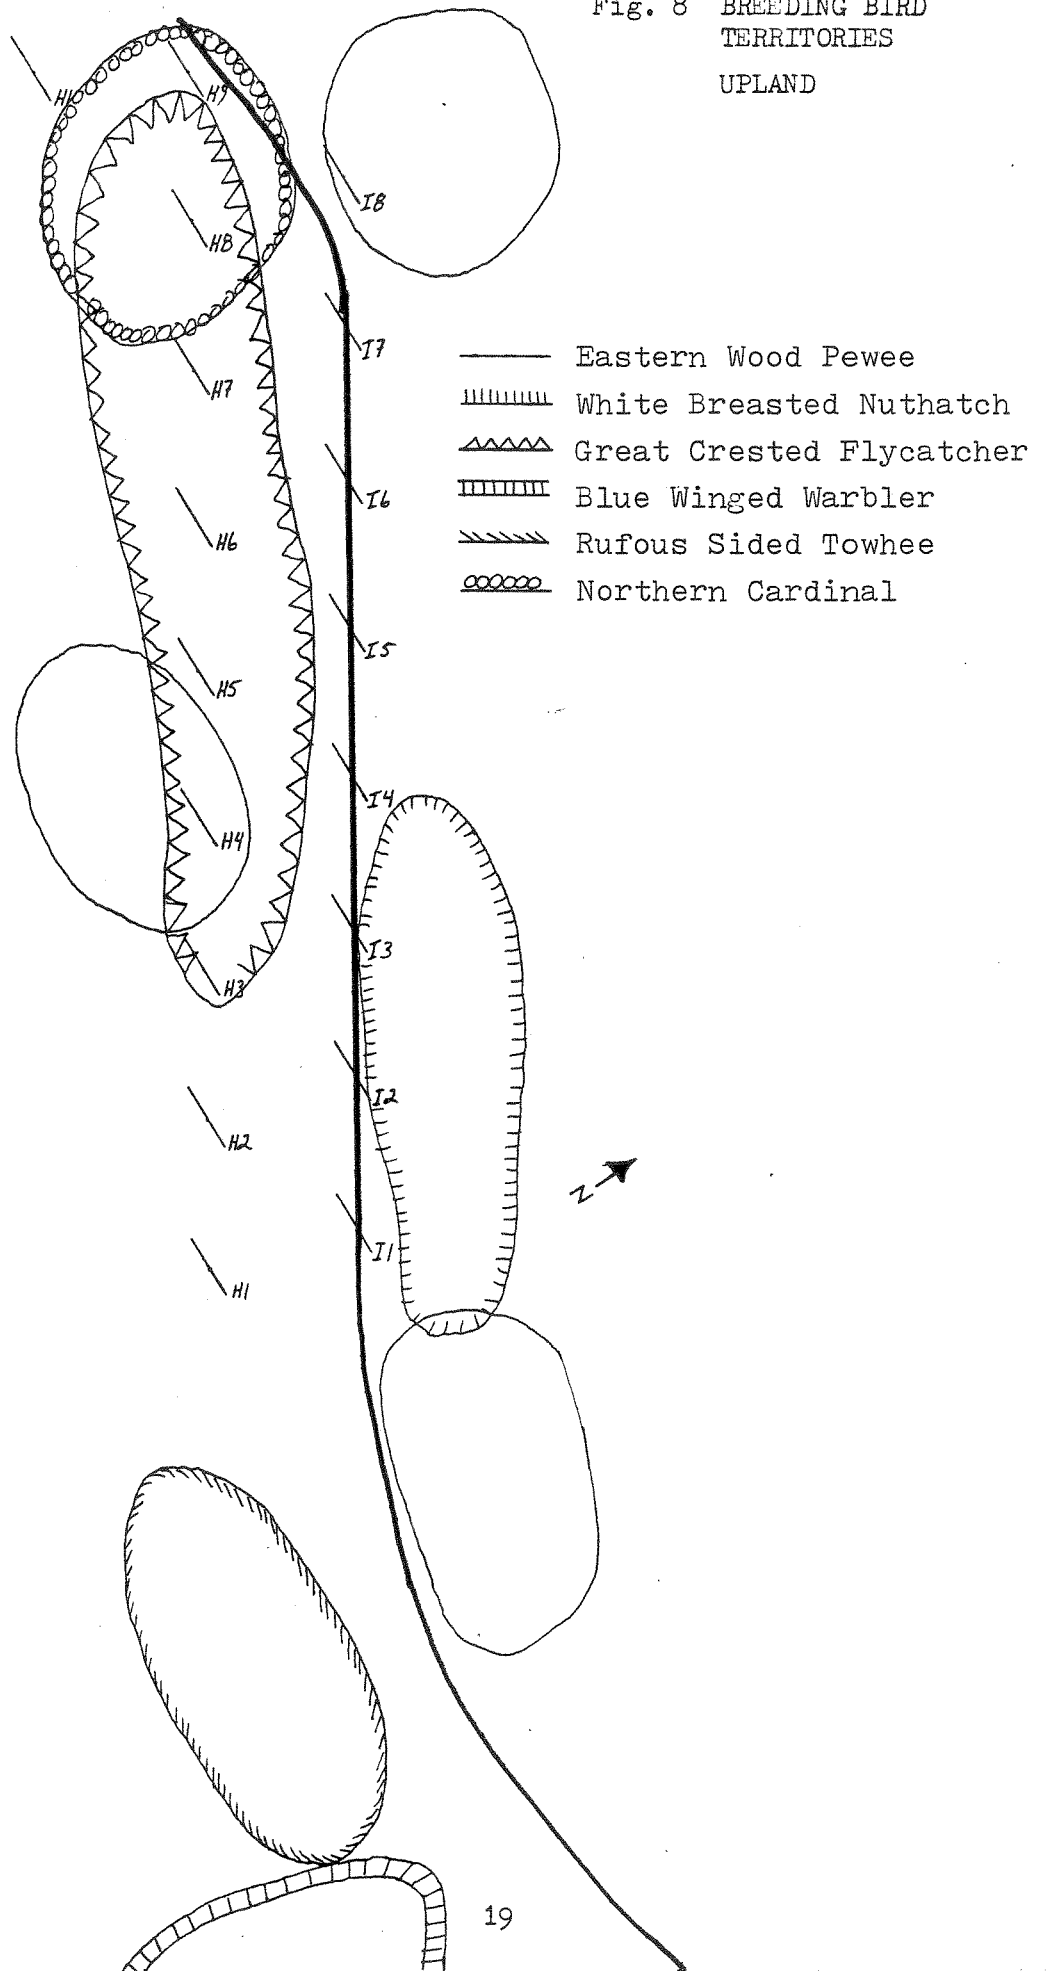 Fig. 8 BREEDING BIRD
TERRITORIES
UPLAND
H9
I8
H8
I7
H7
I6
H6
I5
H5
I4
H4
I3
H3
I2
H2
I1
H1
Eastern Wood Pewee
White Breasted Nuthatch
Great Crested Flycatcher
Blue Winged Warbler
Rufous Sided Towhee
Northern Cardinal
N
19